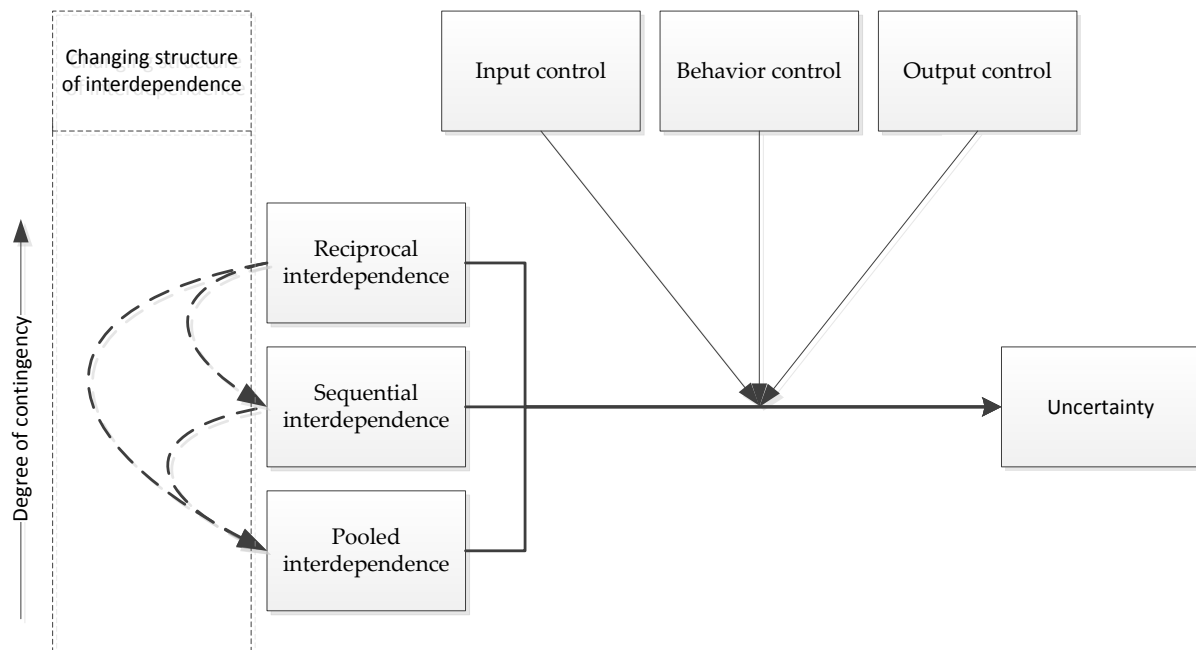 Changing structure
of interdependence
Input control
Behavior control
Output control
Reciprocal
interdependence
Degree of contingency
Sequential
interdependence
Uncertainty
Pooled
interdependence